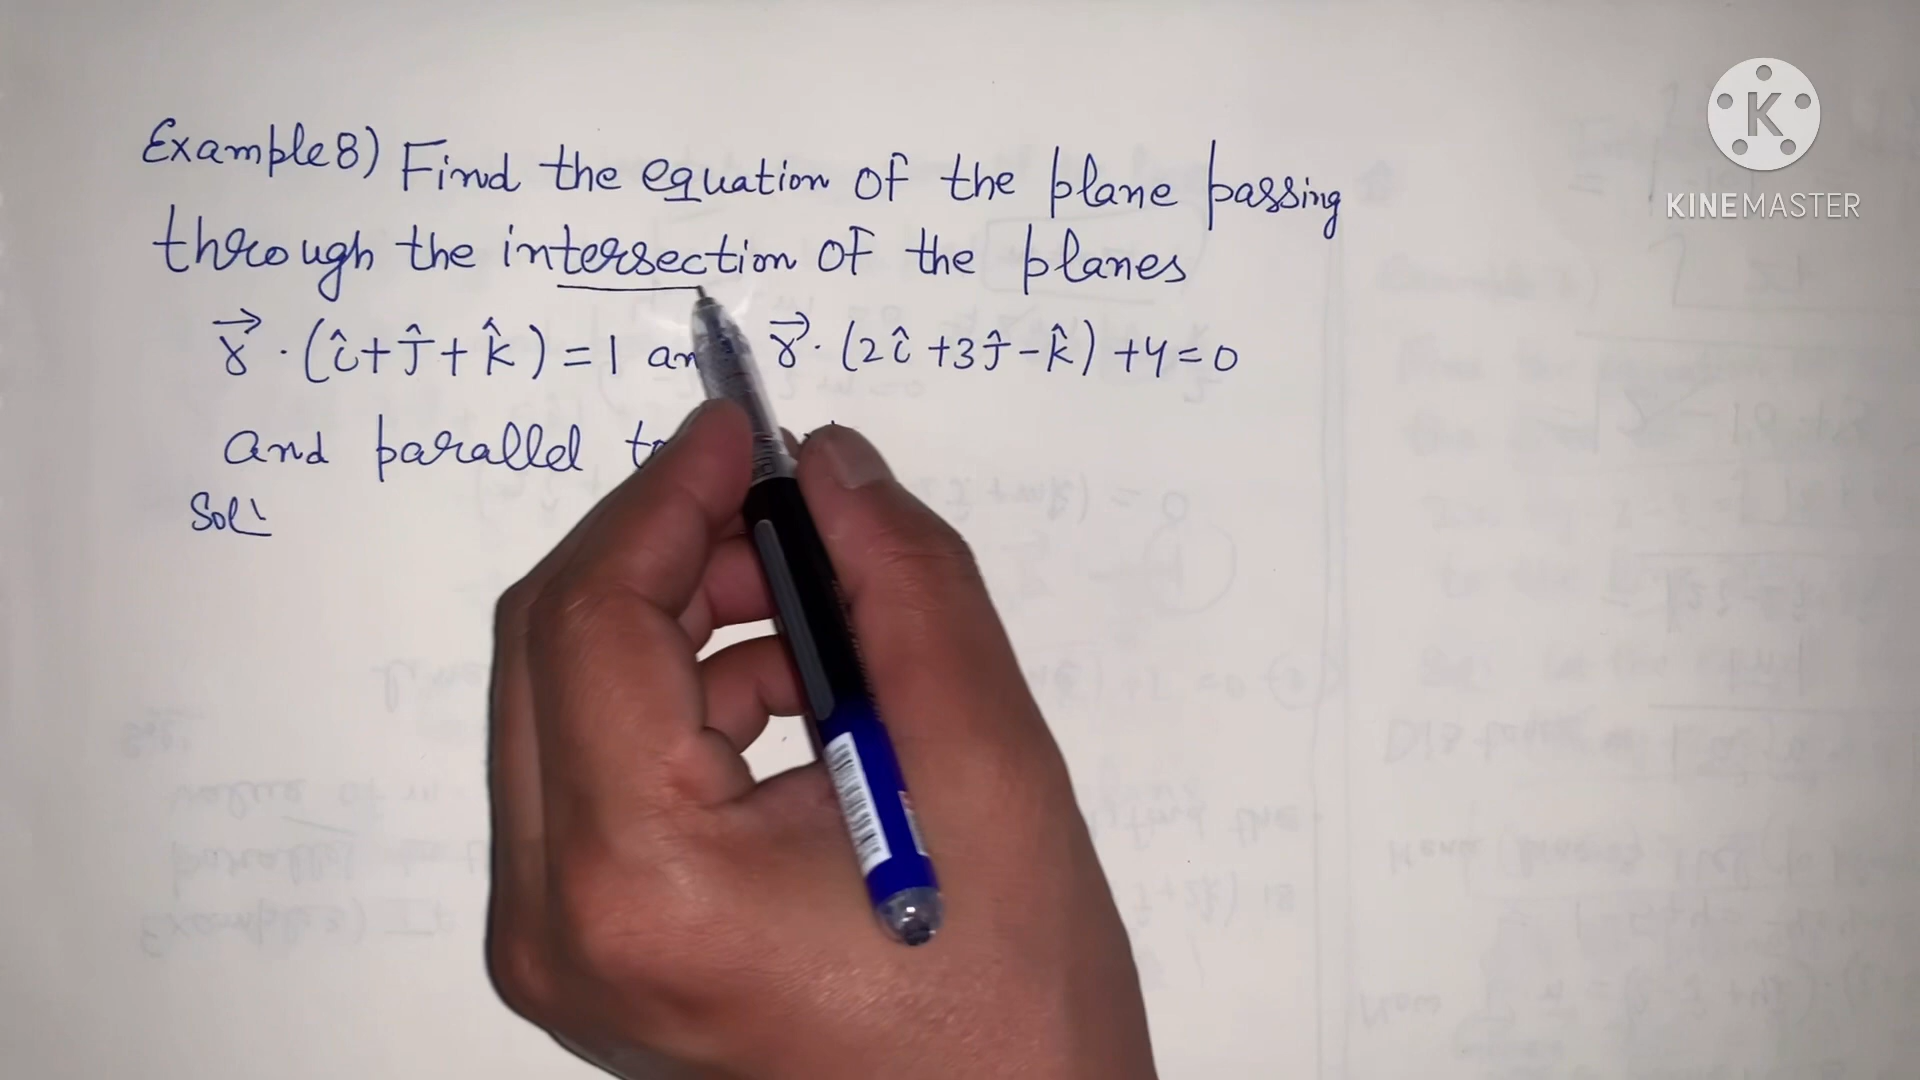 Example 8) Find the equation of the plane passing
through the intersection of the planes
r⃗ · (î + ĵ + k̂) = 1 an r⃗ · (2î + 3ĵ - k̂) + 4 = 0
and parallel to
Sol
K
KINEMASTER